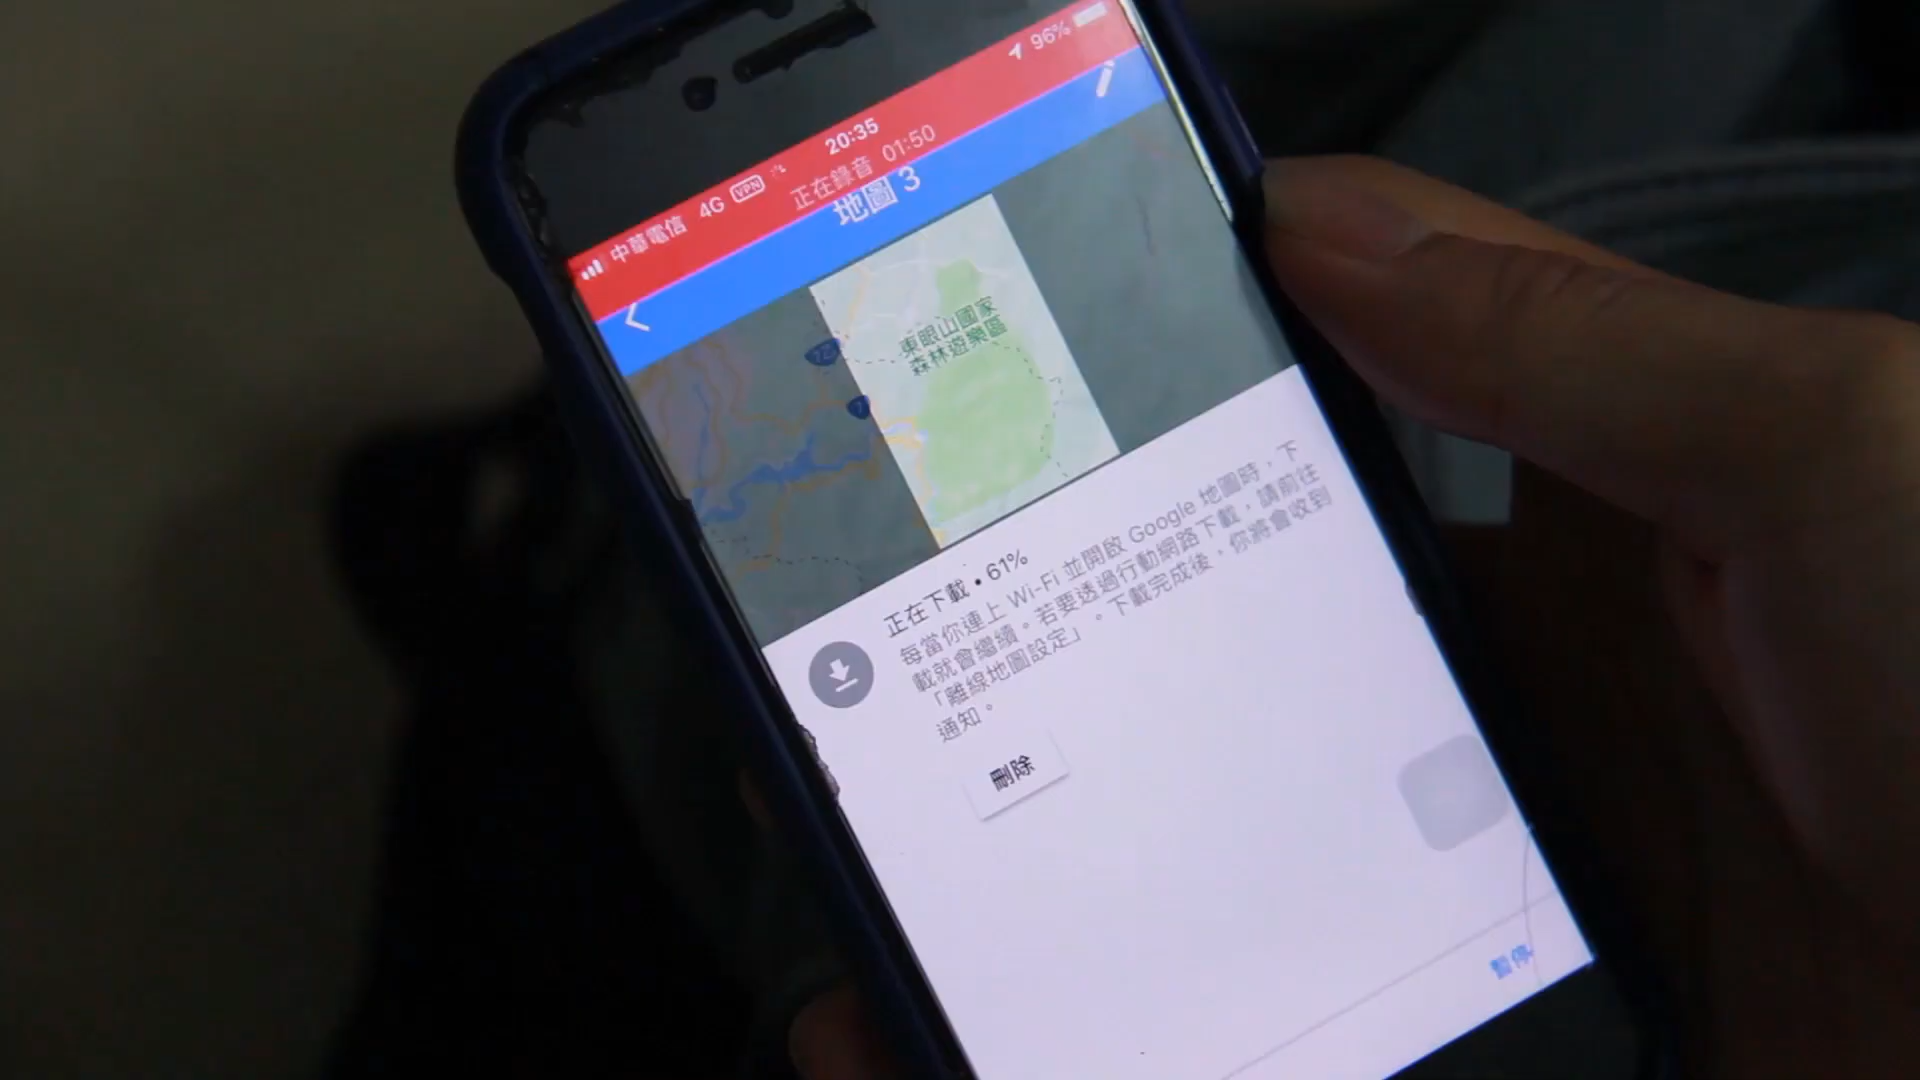 中華電信 4G VPN 20:35 96%
正在錄音 01:50
地圖 3
12
7
東眼山國家
森林遊樂區
正在下載 • 61%
每當你連上 Wi-Fi 並開啟 Google 地圖時，下
載就會繼續。若要透過行動網路下載，請前往
「離線地圖設定」。下載完成後，你將會收到
通知。
刪除
暫停